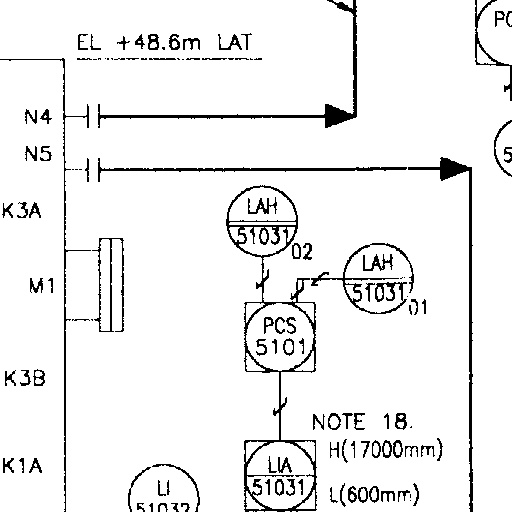 PC
EL +48.6m LAT
N4
N5
5
K3A
LAH
51031
02
LAH
51031
01
M1
PCS
5101
K3B
NOTE 18.
H(17000mm)
K1A
LIA
51031
L(600mm)
LI
51032